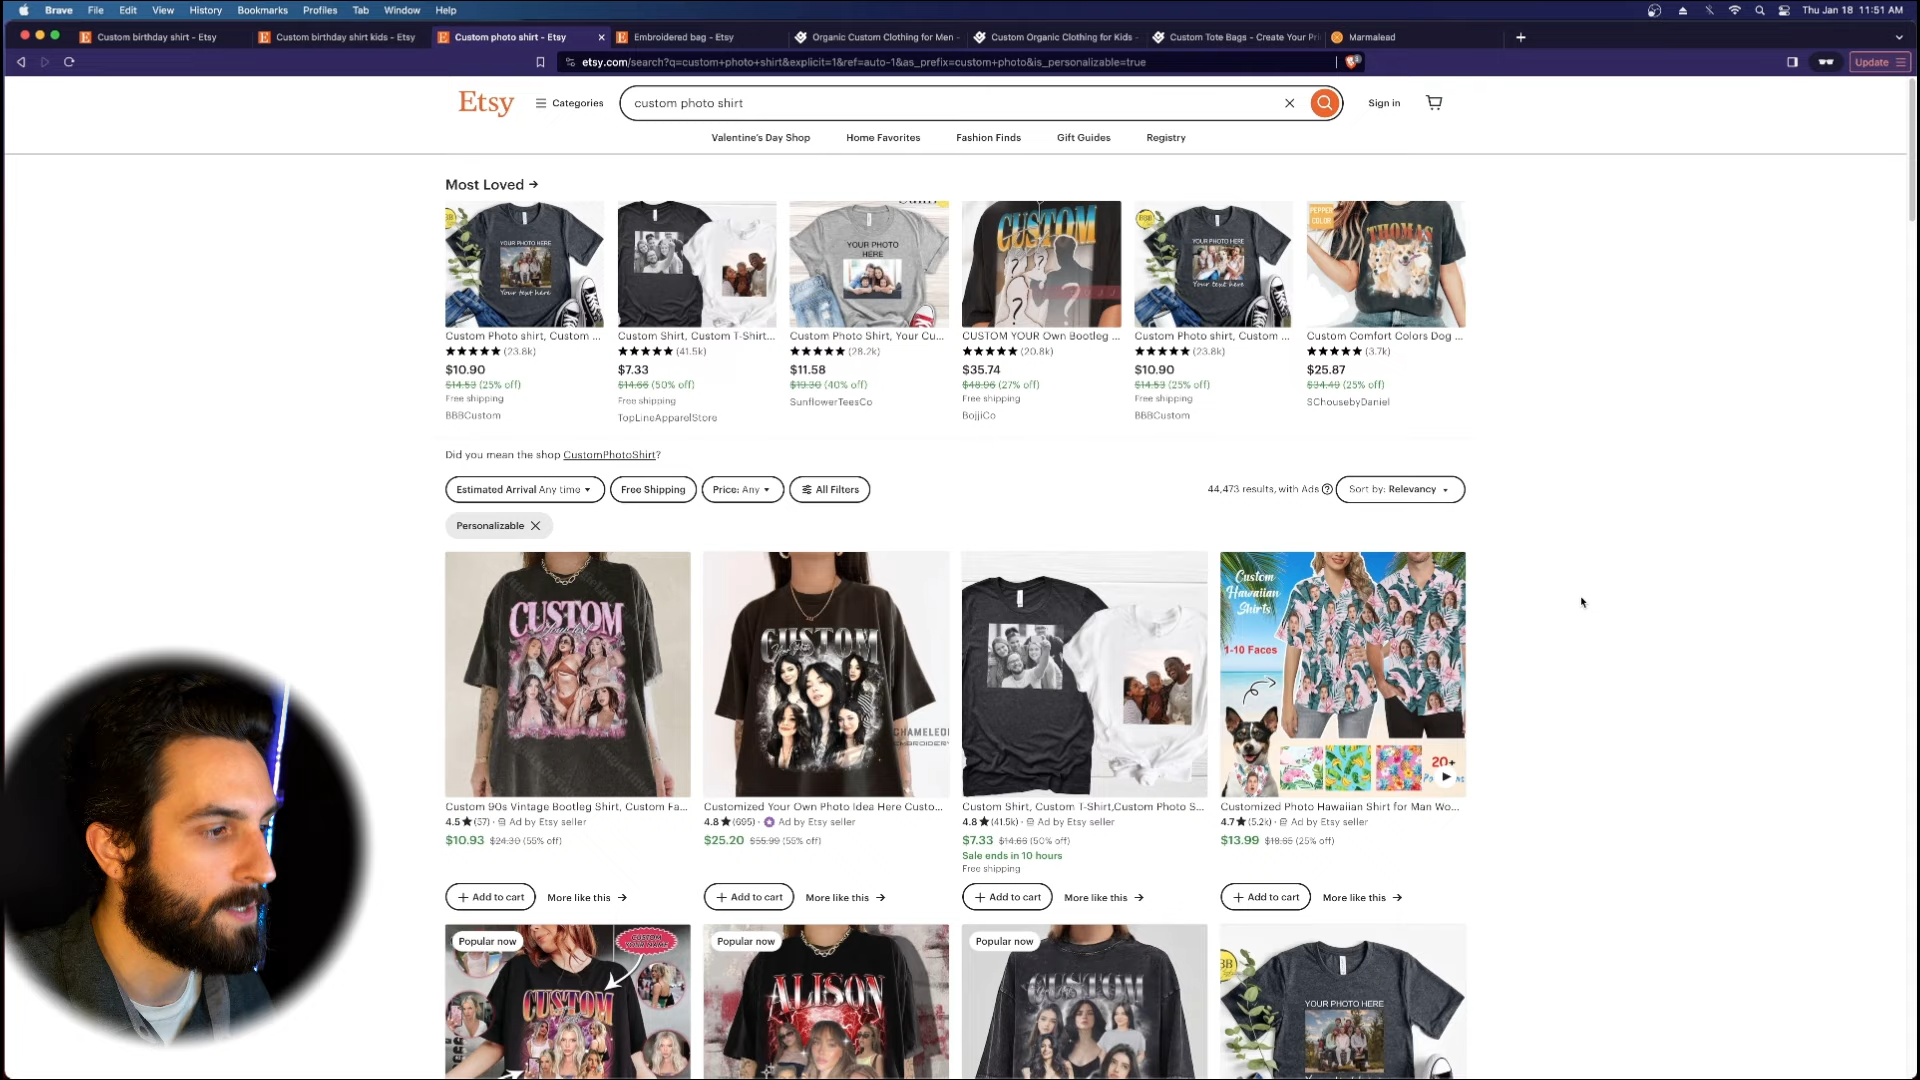 Brave File Edit View History Bookmarks Profiles Tab Window Help Thu Jan 18 11:51 AM
Custom birthday shirt - Etsy Custom birthday shirt kids - Etsy Custom photo shirt - Etsy Embroidered bag - Etsy Organic Custom Clothing for Men - Custom Organic Clothing for Kids - Custom Tote Bags - Create Your Pri Marmalead
etsy.com/search?q=custom+photo+shirt&explicit=1&ref=auto-1&as_prefix=custom+photo&is_personalizable=true Update
Etsy Categories custom photo shirt Sign in
Valentine's Day Shop Home Favorites Fashion Finds Gift Guides Registry
Most Loved →
YOUR PHOTO HERE
Your text here
YOUR PHOTO
HERE
CUSTOM
YOUR PHOTO HERE
Your text here
PEPPER
COLOR
THOMAS
Custom Photo shirt, Custom ... Custom Shirt, Custom T-Shirt... Custom Photo Shirt, Your Cu... CUSTOM YOUR Own Bootleg ... Custom Photo shirt, Custom ... Custom Comfort Colors Dog ...
★★★★★ (23.8k) ★★★★★ (41.5k) ★★★★★ (28.2k) ★★★★★ (20.8k) ★★★★★ (23.8k) ★★★★★ (3.7k)
$10.90 $7.33 $11.58 $35.74 $10.90 $25.87
$14.53 (25% off) $14.66 (50% off) $19.30 (40% off) $48.96 (27% off) $14.53 (25% off) $34.49 (25% off)
Free shipping Free shipping SunflowerTeesCo Free shipping Free shipping SChousebyDaniel
BBBCustom TopLineApparelStore BojjiCo BBBCustom
Did you mean the shop CustomPhotoShirt?
Estimated Arrival Any time Free Shipping Price: Any All Filters 44,473 results, with Ads Sort by: Relevancy
Personalizable
CUSTOM
CUSTOM
CHAMELEO
EMBROIDERY
Custom
Hawaiian
Shirts
1-10 Faces
20+
Custom 90s Vintage Bootleg Shirt, Custom Fa... Customized Your Own Photo Idea Here Custo... Custom Shirt, Custom T-Shirt,Custom Photo S... Customized Photo Hawaiian Shirt for Man Wo...
4.5★(37) · Ad by Etsy seller 4.8★(695) · Ad by Etsy seller 4.8★(41.5k) · Ad by Etsy seller 4.7★(5.2k) · Ad by Etsy seller
$10.93 $24.30 (55% off) $25.20 $55.99 (55% off) $7.33 $14.66 (50% off) $13.99 $18.65 (25% off)
Sale ends in 10 hours
Free shipping
+ Add to cart More like this → + Add to cart More like this → + Add to cart More like this → + Add to cart More like this →
Popular now Popular now Popular now
CUSTOM
YOUR NAME
CUSTOM
ALISON
CUSTOM
YOUR PHOTO HERE